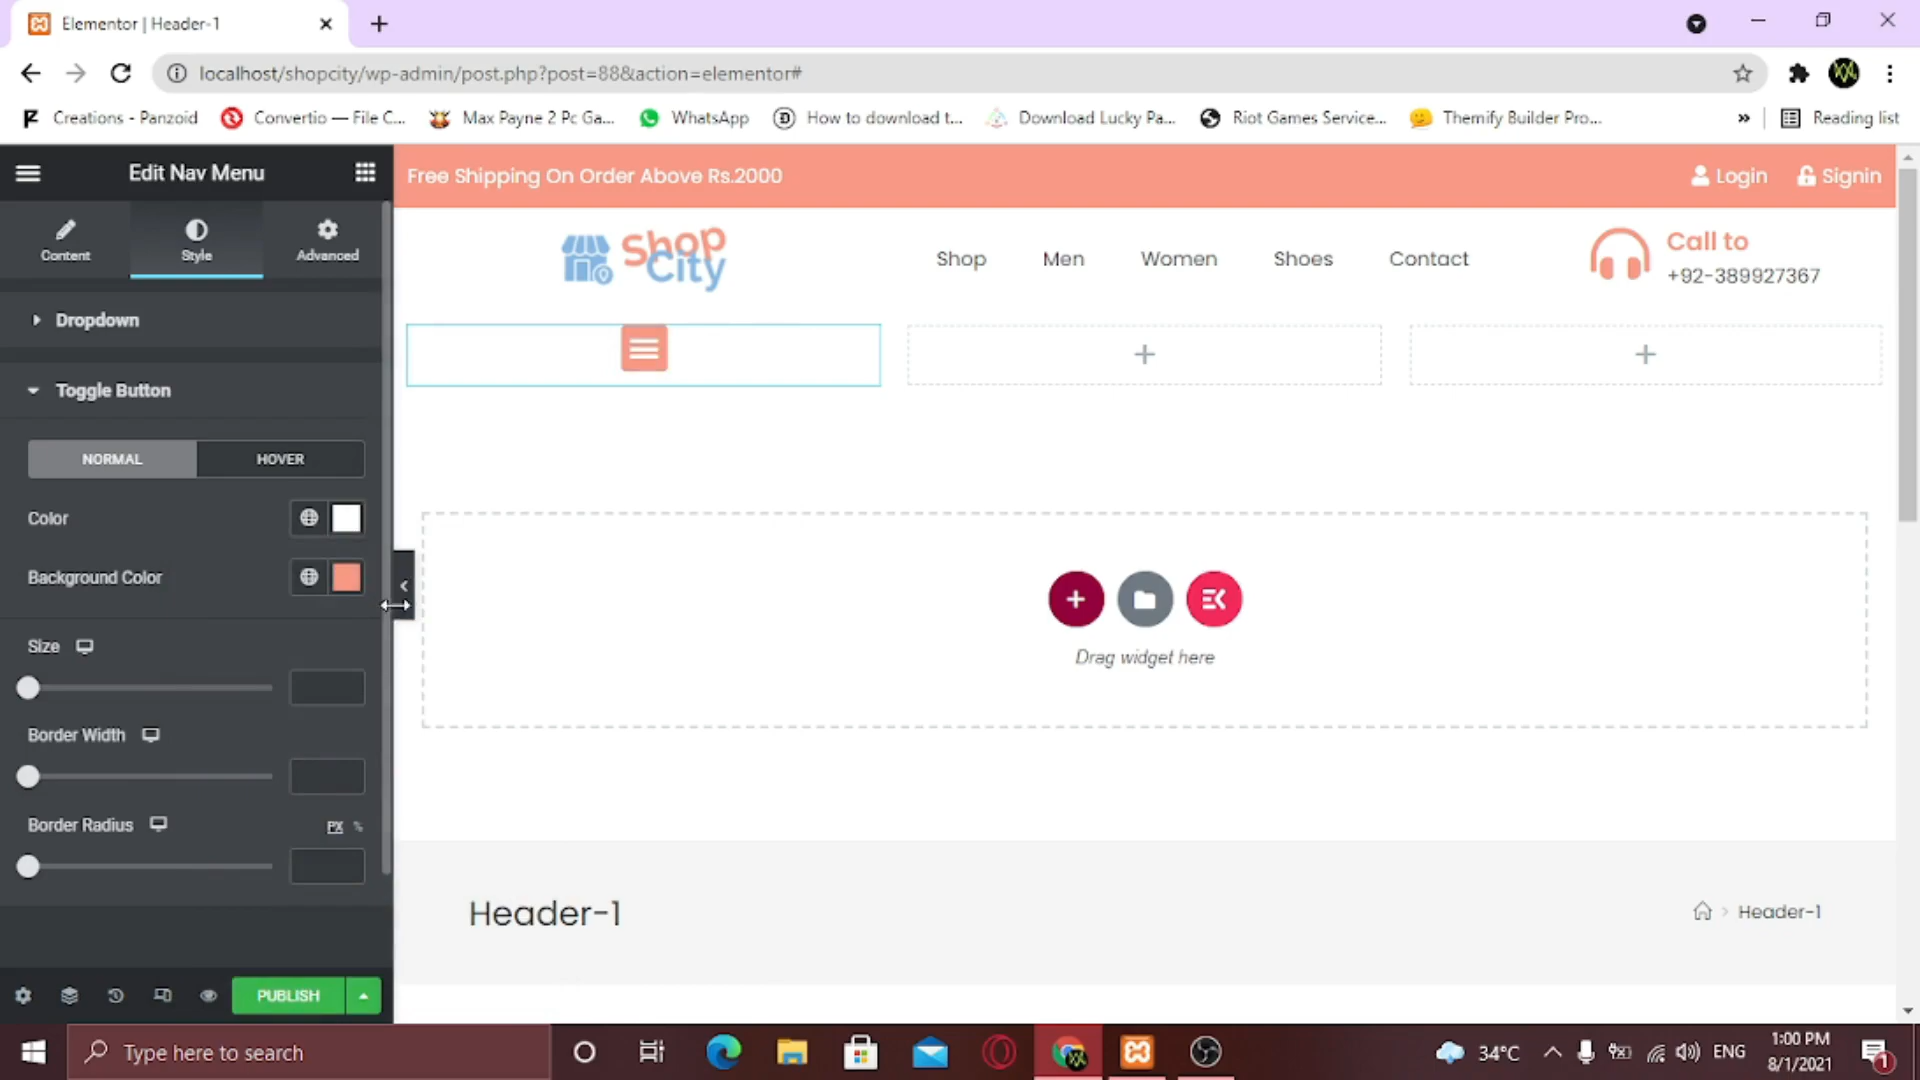 Elementor | Header-1
localhost/shopcity/wp-admin/post.php?post=88&action=elementor#
Creations - Panzoid
Convertio — File C...
Max Payne 2 Pc Ga...
WhatsApp
How to download t...
Download Lucky Pa...
Riot Games Service...
Themify Builder Pro...
»
Reading list
Edit Nav Menu
Content
Style
Advanced
Dropdown
Toggle Button
NORMAL
HOVER
Color
Background Color
Size
Border Width
Border Radius
PX %
PUBLISH
Free Shipping On Order Above Rs.2000
Login
Signin
Shop
City
Shop
Men
Women
Shoes
Contact
Call to
+92-389927367
Drag widget here
Header-1
Header-1
Type here to search
34°C
ENG
1:00 PM
8/1/2021
1